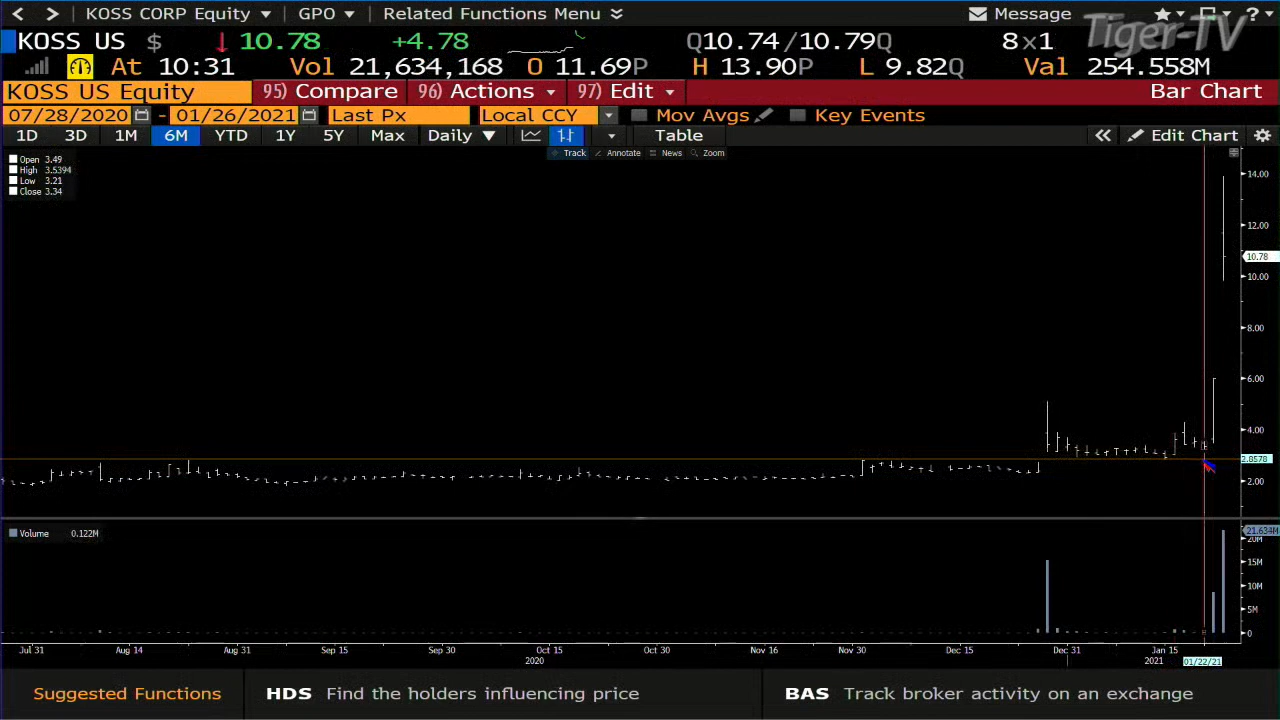 KOSS CORP Equity GPO Related Functions Menu Message ?
KOSS US $ 10.78 +4.78 Q10.74/10.79Q 8x1 Tiger-TV
At 10:31 Vol 21,634,168 O 11.69P H 13.90P L 9.82Q Val 254.558M
KOSS US Equity 95) Compare 96) Actions 97) Edit Bar Chart
07/28/2020 - 01/26/2021 Last Px Local CCY Mov Avgs Key Events
1D 3D 1M 6M YTD 1Y 5Y Max Daily Table Edit Chart
Track Annotate News Zoom
Open 3.49
High 3.5394
Low 3.21
Close 3.34
14.00
12.00
10.78
10.00
8.00
6.00
4.00
2.8578
2.00
Volume 0.122M
21.634M
20M
15M
10M
5M
0
Jul 31 Aug 14 Aug 31 Sep 15 Sep 30 Oct 15 Oct 30 Nov 16 Nov 30 Dec 15 Dec 31 Jan 15
2020 2021 01/22/21
Suggested Functions HDS Find the holders influencing price BAS Track broker activity on an exchange